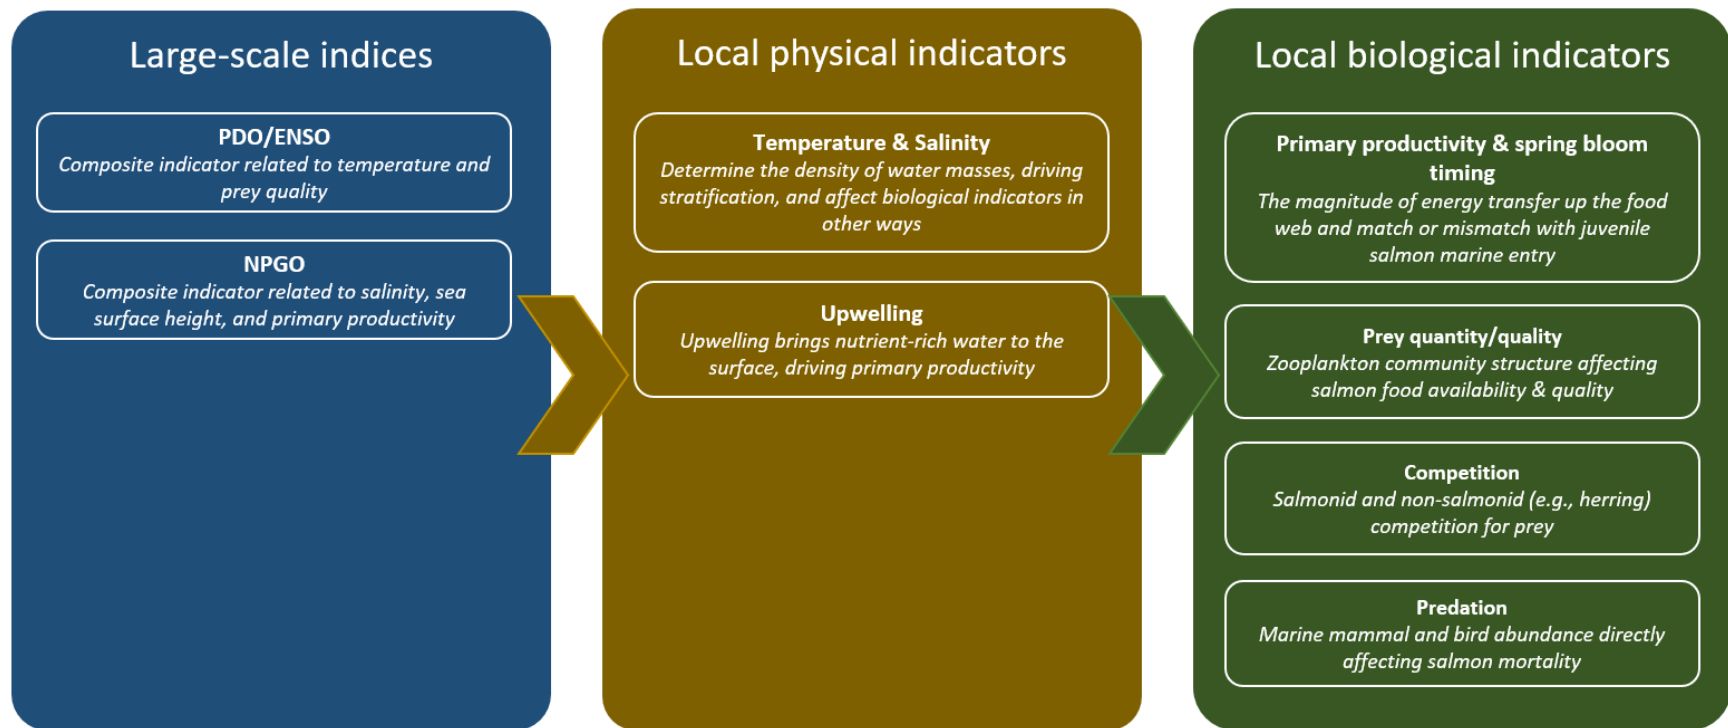 Large-scale indices
PDO/ENSO
Composite indicator related to temperature and
prey quality
NPGO
Composite indicator related to salinity, sea
surface height, and primary productivity
Local physical indicators
Temperature & Salinity
Determine the density of water masses, driving
stratification, and affect biological indicators in
other ways
Upwelling
Upwelling brings nutrient-rich water to the
surface, driving primary productivity
Local biological indicators
Primary productivity & spring bloom
timing
The magnitude of energy transfer up the food
web and match or mismatch with juvenile
salmon marine entry
Prey quantity/quality
Zooplankton community structure affecting
salmon food availability & quality
Competition
Salmonid and non-salmonid (e.g., herring)
competition for prey
Predation
Marine mammal and bird abundance directly
affecting salmon mortality